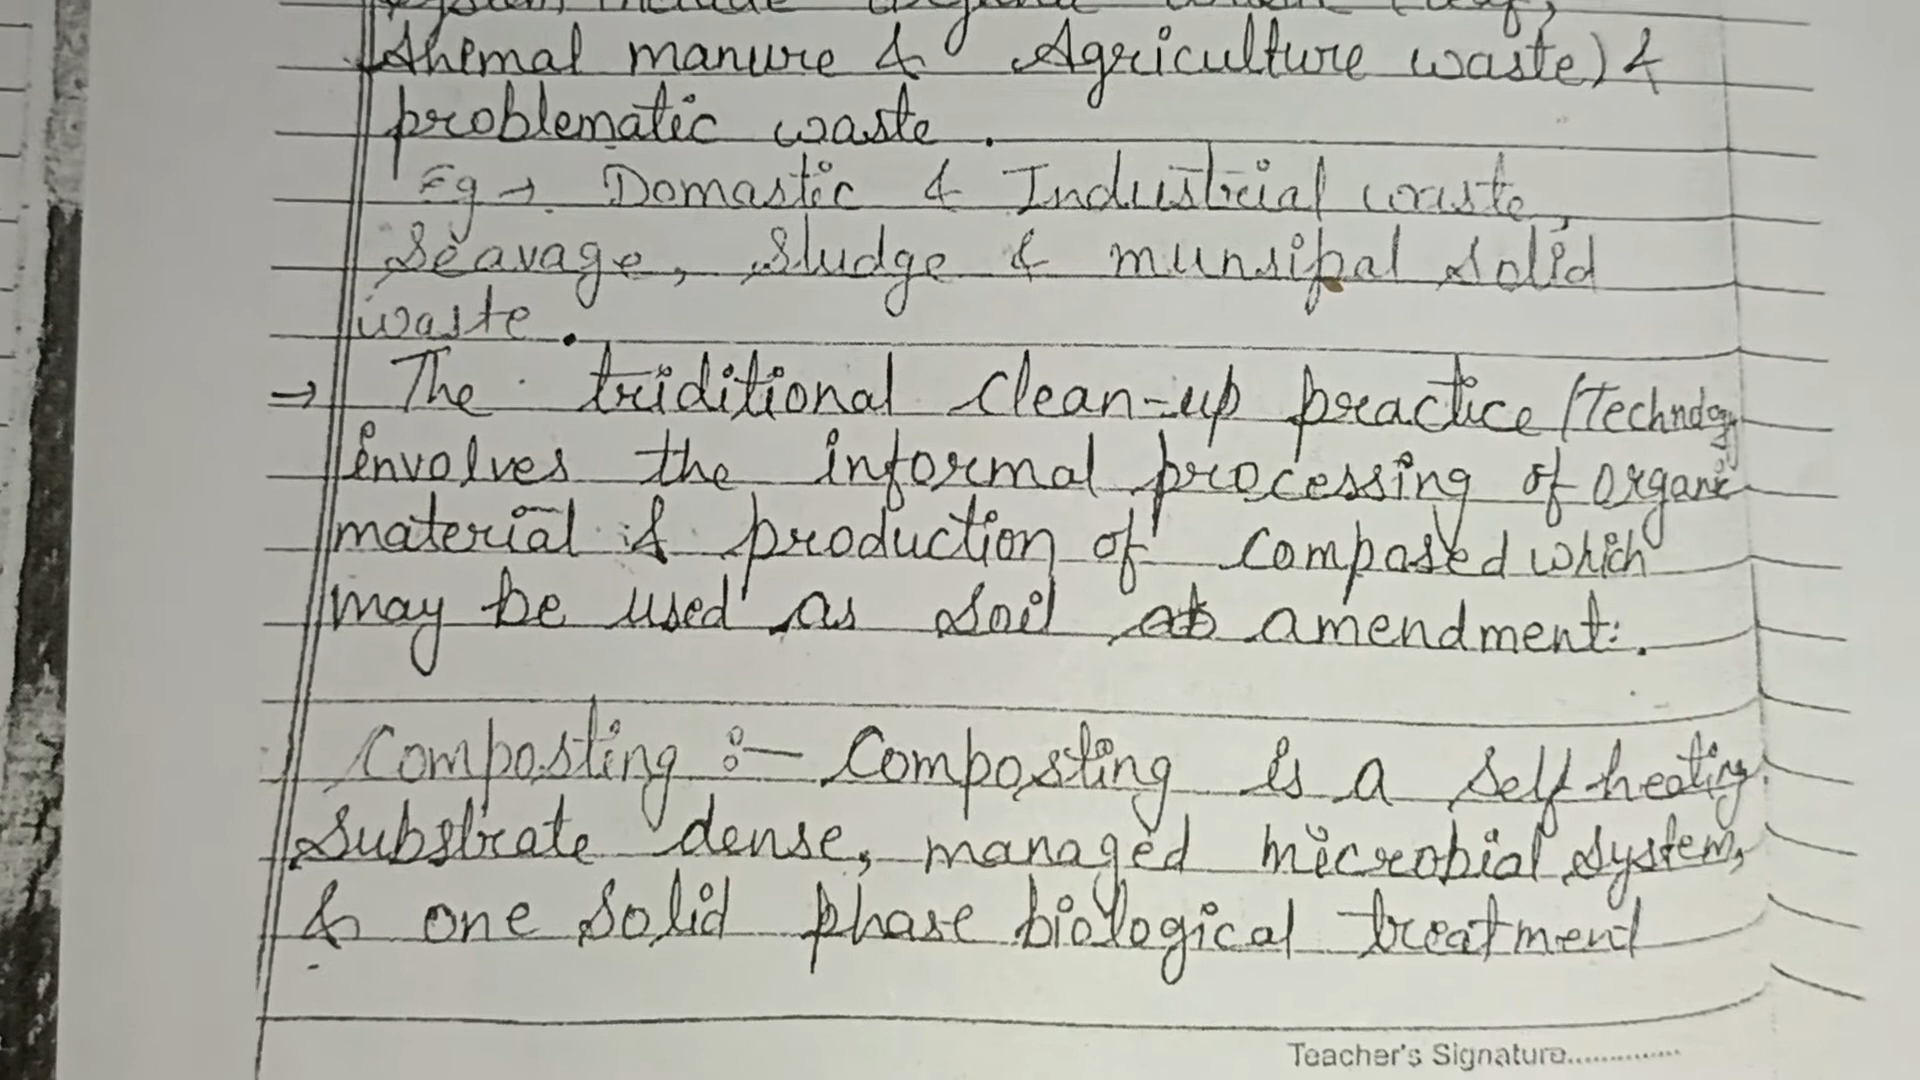 include
Animal manure & Agriculture waste) &
problematic waste.
Eg → Domastic & Industrial waste,
Seavage, Sludge & munsipal solid
waste.
→ The triditional clean-up practice /Technology
involves the informal processing of organic
material & production of composed which
may be used as soil amendment.
Composting :- Composting is a self heating
Substrate dense, managed microbial system,
& one solid phase biological treatment
Teacher's Signature..............